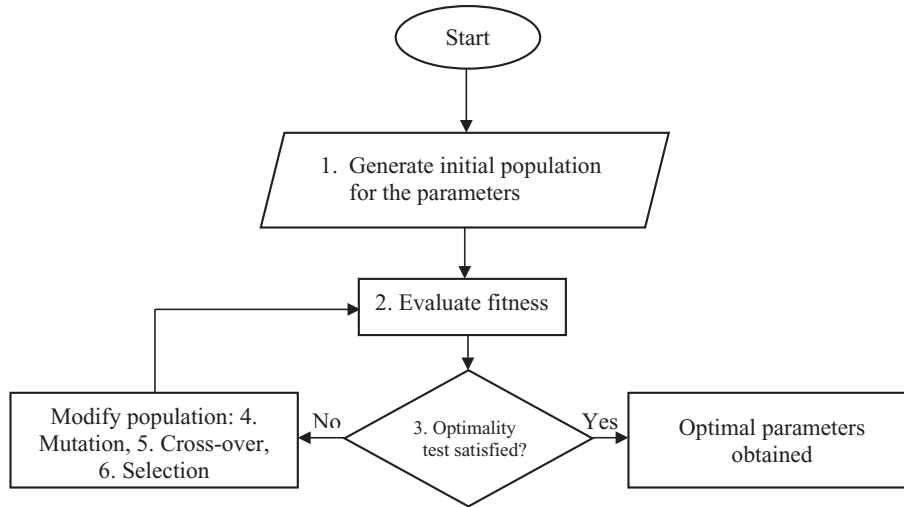 Start
1. Generate initial population
for the parameters
2. Evaluate fitness
3. Optimality
test satisfied?
No
Yes
Modify population: 4.
Mutation, 5. Cross-over,
6. Selection
Optimal parameters
obtained